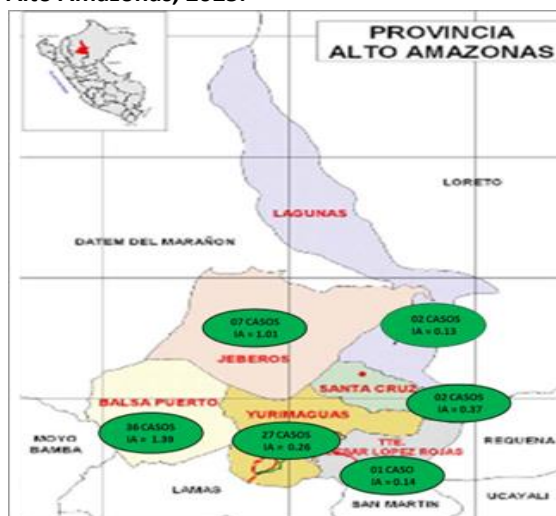 Alto Amazonas, 2015.
PROVINCIA
ALTO AMAZONAS
LORETO
LAGUNAS
DATEM DEL MARAÑON
07 CASOS
IA = 1.01
JEBEROS
02 CASOS
IA = 0.13
SANTA CRUZ
BALSA PUERTO
02 CASOS
IA = 0.37
YURIMAGUAS
36 CASOS
IA = 1.39
27 CASOS
IA = 0.26
MOYO
BAMBA
TTE.
CESAR LOPEZ ROJAS
REQUENA
01 CASO
IA = 0.14
LAMAS
SAN MARTIN
UCAYALI